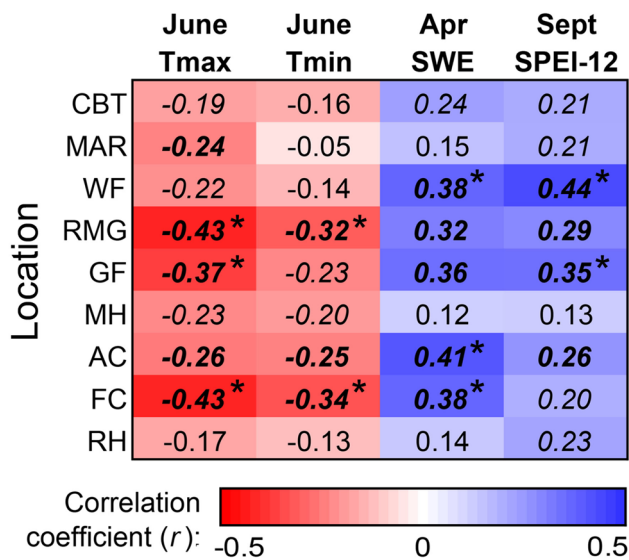 June June Apr Sept
Tmax Tmin SWE SPEI-12
Location
CBT -0.19 -0.16 0.24 0.21
MAR -0.24 -0.05 0.15 0.21
WF -0.22 -0.14 0.38* 0.44*
RMG -0.43* -0.32* 0.32 0.29
GF -0.37* -0.23 0.36 0.35*
MH -0.23 -0.20 0.12 0.13
AC -0.26 -0.25 0.41* 0.26
FC -0.43* -0.34* 0.38* 0.20
RH -0.17 -0.13 0.14 0.23
Correlation
coefficient (r):
-0.5 0 0.5